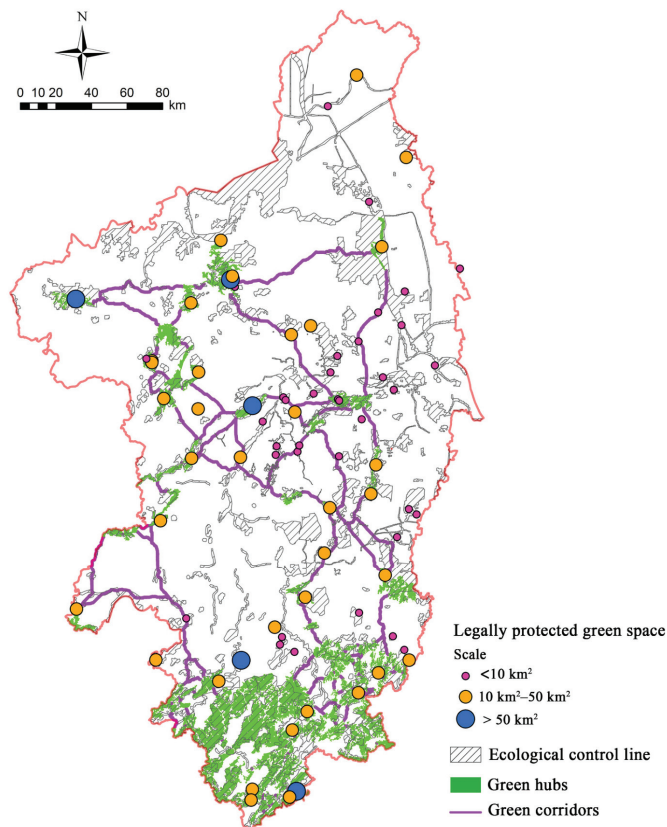 N
0 10 20 40 60 80
km
Legally protected green space
Scale
<10 km²
10 km²–50 km²
> 50 km²
Ecological control line
Green hubs
Green corridors